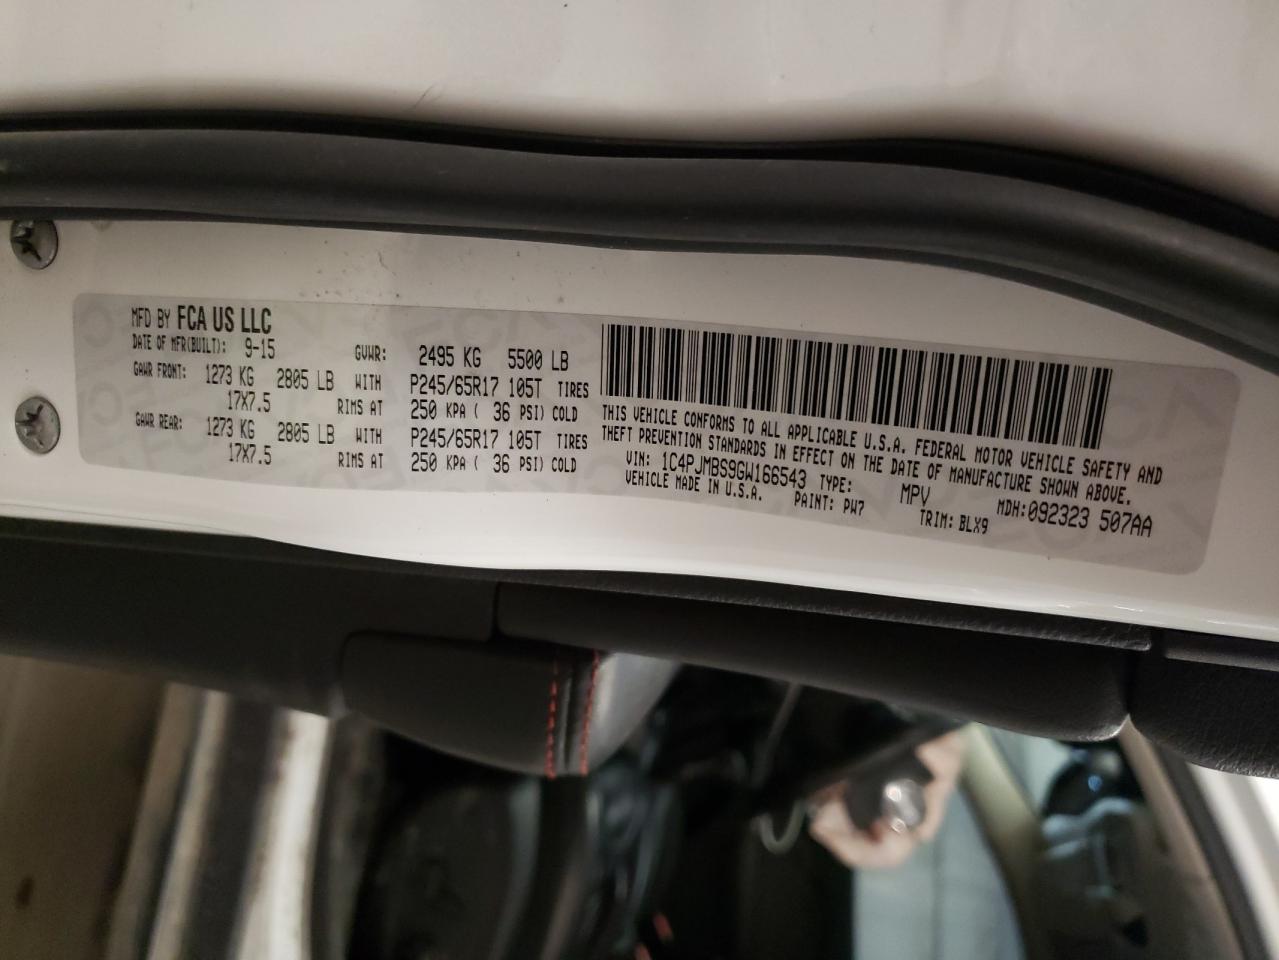 MFD BY FCA US LLC
DATE OF MFR(BUILT): 9-15 GVWR: 2495 KG 5500 LB
GAWR FRONT: 1273 KG 2805 LB WITH P245/65R17 105T TIRES
17X7.5 RIMS AT 250 KPA ( 36 PSI) COLD
GAWR REAR: 1273 KG 2805 LB WITH P245/65R17 105T TIRES
17X7.5 RIMS AT 250 KPA ( 36 PSI) COLD
THIS VEHICLE CONFORMS TO ALL APPLICABLE U.S.A. FEDERAL MOTOR VEHICLE SAFETY AND
THEFT PREVENTION STANDARDS IN EFFECT ON THE DATE OF MANUFACTURE SHOWN ABOVE.
VIN: 1C4PJMBS9GW166543 TYPE: MPV MDH:092323 507AA
VEHICLE MADE IN U.S.A. PAINT: PW7 TRIM: BLX9